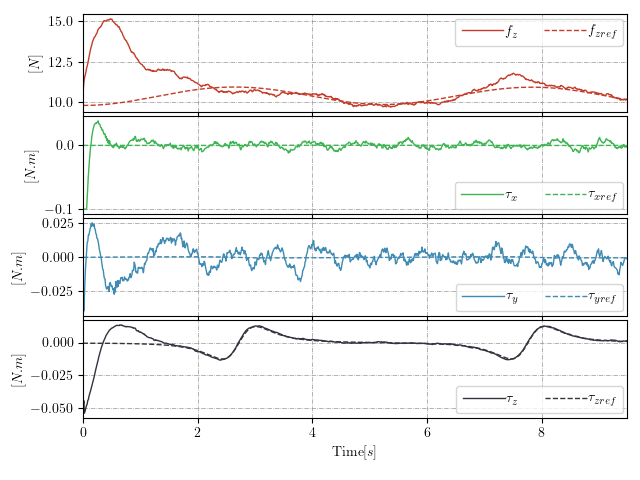 15.0
12.5
10.0
[N]
f_z f_zref
0.0
−0.1
[N.m]
τ_x τ_xref
0.025
0.000
−0.025
[N.m]
τ_y τ_yref
0.000
−0.025
−0.050
[N.m]
τ_z τ_zref
0 2 4 6 8
Time[s]